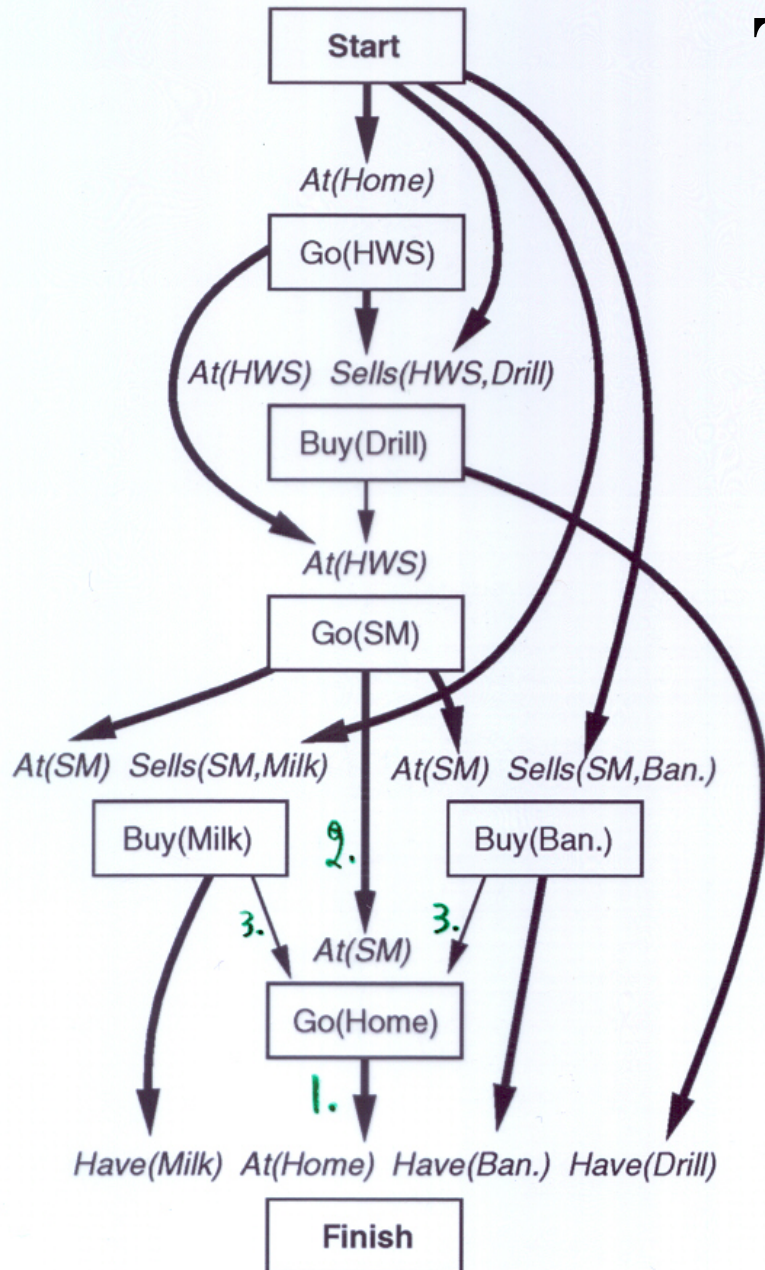 Start
At(Home)
Go(HWS)
At(HWS) Sells(HWS,Drill)
Buy(Drill)
At(HWS)
Go(SM)
At(SM) Sells(SM,Milk) At(SM) Sells(SM,Ban.)
Buy(Milk) 2. Buy(Ban.)
3. At(SM) 3.
Go(Home)
1.
Have(Milk) At(Home) Have(Ban.) Have(Drill)
Finish